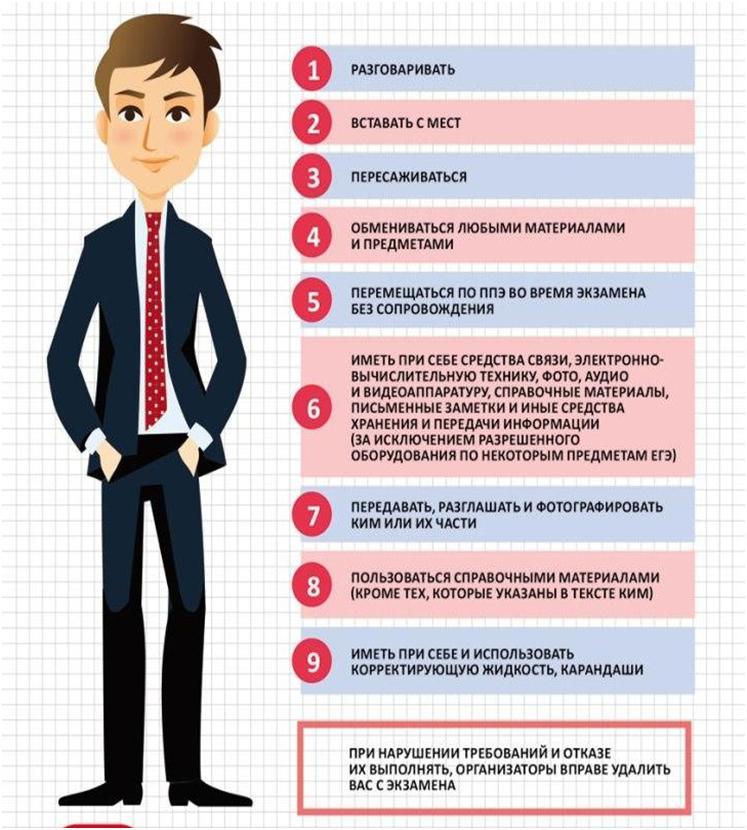 1 РАЗГОВАРИВАТЬ
2 ВСТАВАТЬ С МЕСТ
3 ПЕРЕСАЖИВАТЬСЯ
4 ОБМЕНИВАТЬСЯ ЛЮБЫМИ МАТЕРИАЛАМИ
И ПРЕДМЕТАМИ
5 ПЕРЕМЕЩАТЬСЯ ПО ППЭ ВО ВРЕМЯ ЭКЗАМЕНА
БЕЗ СОПРОВОЖДЕНИЯ
6 ИМЕТЬ ПРИ СЕБЕ СРЕДСТВА СВЯЗИ, ЭЛЕКТРОННО-
ВЫЧИСЛИТЕЛЬНУЮ ТЕХНИКУ, ФОТО, АУДИО
И ВИДЕОАППАРАТУРУ, СПРАВОЧНЫЕ МАТЕРИАЛЫ,
ПИСЬМЕННЫЕ ЗАМЕТКИ И ИНЫЕ СРЕДСТВА
ХРАНЕНИЯ И ПЕРЕДАЧИ ИНФОРМАЦИИ
(ЗА ИСКЛЮЧЕНИЕМ РАЗРЕШЕННОГО
ОБОРУДОВАНИЯ ПО НЕКОТОРЫМ ПРЕДМЕТАМ ЕГЭ)
7 ПЕРЕДАВАТЬ, РАЗГЛАШАТЬ И ФОТОГРАФИРОВАТЬ
КИМ ИЛИ ИХ ЧАСТИ
8 ПОЛЬЗОВАТЬСЯ СПРАВОЧНЫМИ МАТЕРИАЛАМИ
(КРОМЕ ТЕХ, КОТОРЫЕ УКАЗАНЫ В ТЕКСТЕ КИМ)
9 ИМЕТЬ ПРИ СЕБЕ И ИСПОЛЬЗОВАТЬ
КОРРЕКТИРУЮЩУЮ ЖИДКОСТЬ, КАРАНДАШИ
ПРИ НАРУШЕНИИ ТРЕБОВАНИЙ И ОТКАЗЕ
ИХ ВЫПОЛНЯТЬ, ОРГАНИЗАТОРЫ ВПРАВЕ УДАЛИТЬ
ВАС С ЭКЗАМЕНА